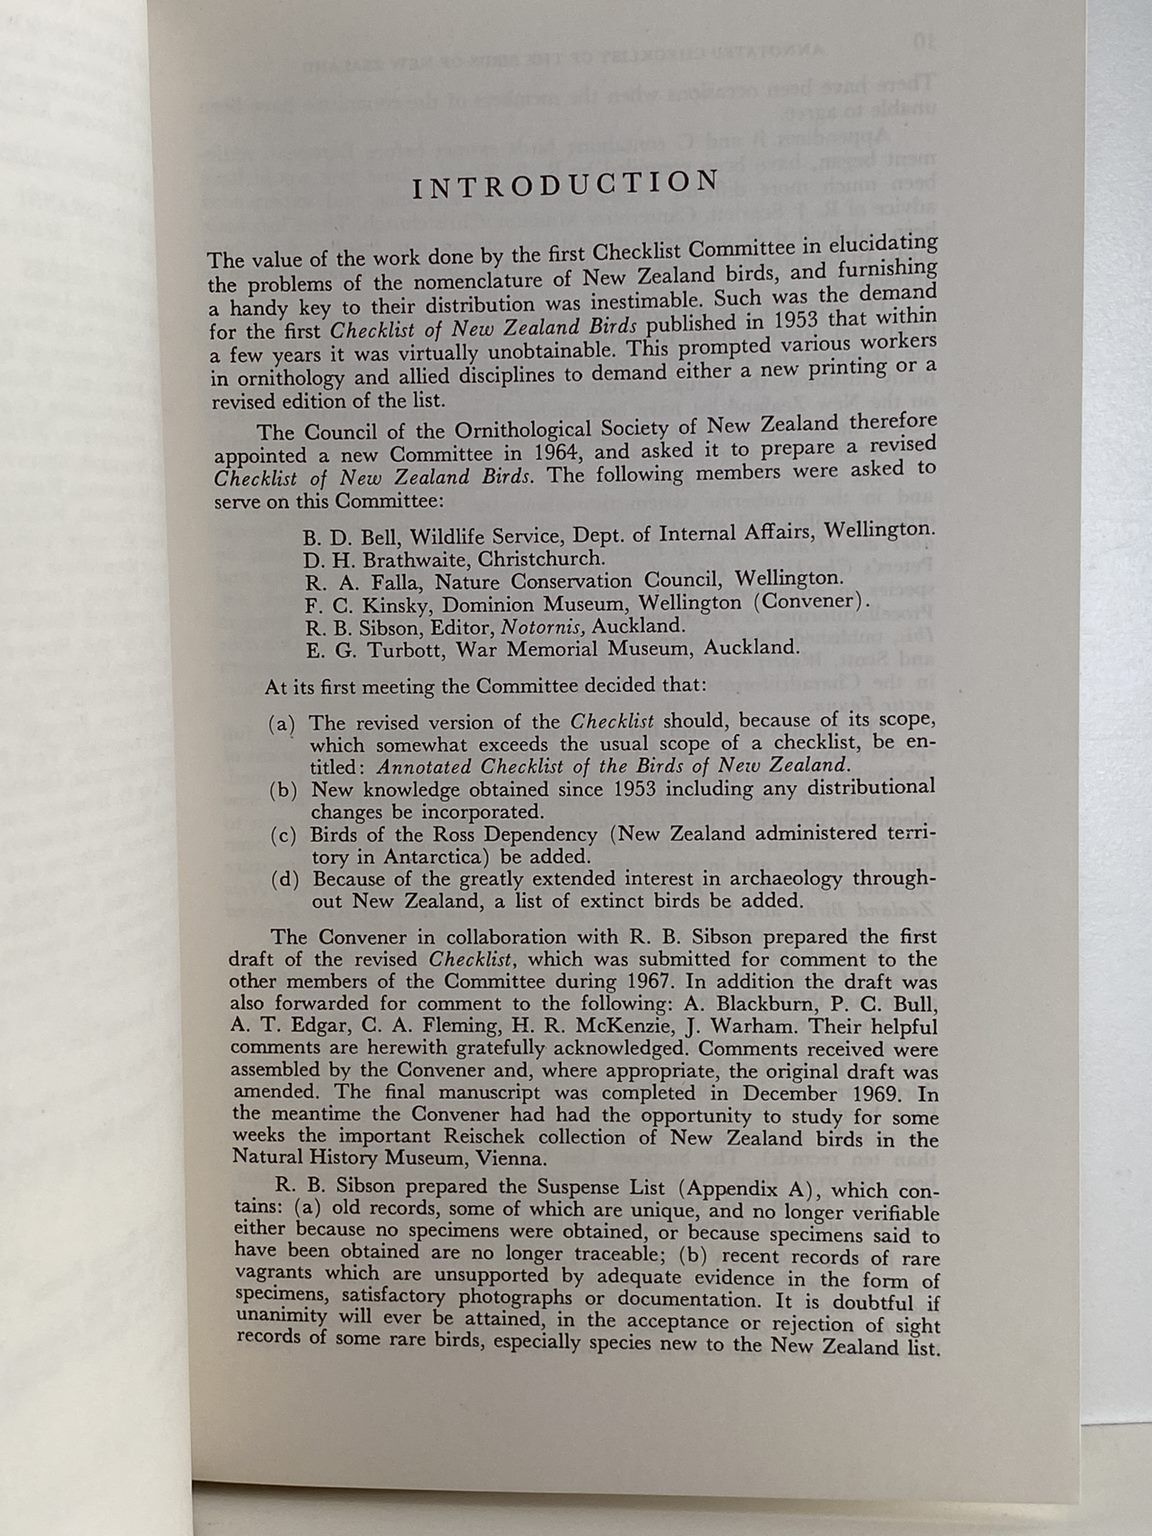 INTRODUCTION
The value of the work done by the first Checklist Committee in elucidating
the problems of the nomenclature of New Zealand birds, and furnishing
a handy key to their distribution was inestimable. Such was the demand
for the first Checklist of New Zealand Birds published in 1953 that within
a few years it was virtually unobtainable. This prompted various workers
in ornithology and allied disciplines to demand either a new printing or a
revised edition of the list.
The Council of the Ornithological Society of New Zealand therefore
appointed a new Committee in 1964, and asked it to prepare a revised
Checklist of New Zealand Birds. The following members were asked to
serve on this Committee:
B. D. Bell, Wildlife Service, Dept. of Internal Affairs, Wellington.
D. H. Brathwaite, Christchurch.
R. A. Falla, Nature Conservation Council, Wellington.
F. C. Kinsky, Dominion Museum, Wellington (Convener).
R. B. Sibson, Editor, Notornis, Auckland.
E. G. Turbott, War Memorial Museum, Auckland.
At its first meeting the Committee decided that:
(a) The revised version of the Checklist should, because of its scope,
which somewhat exceeds the usual scope of a checklist, be en-
titled: Annotated Checklist of the Birds of New Zealand.
(b) New knowledge obtained since 1953 including any distributional
changes be incorporated.
(c) Birds of the Ross Dependency (New Zealand administered terri-
tory in Antarctica) be added.
(d) Because of the greatly extended interest in archaeology through-
out New Zealand, a list of extinct birds be added.
The Convener in collaboration with R. B. Sibson prepared the first
draft of the revised Checklist, which was submitted for comment to the
other members of the Committee during 1967. In addition the draft was
also forwarded for comment to the following: A. Blackburn, P. C. Bull,
A. T. Edgar, C. A. Fleming, H. R. McKenzie, J. Warham. Their helpful
comments are herewith gratefully acknowledged. Comments received were
assembled by the Convener and, where appropriate, the original draft was
amended. The final manuscript was completed in December 1969. In
the meantime the Convener had had the opportunity to study for some
weeks the important Reischek collection of New Zealand birds in the
Natural History Museum, Vienna.
R. B. Sibson prepared the Suspense List (Appendix A), which con-
tains: (a) old records, some of which are unique, and no longer verifiable
either because no specimens were obtained, or because specimens said to
have been obtained are no longer traceable; (b) recent records of rare
vagrants which are unsupported by adequate evidence in the form of
specimens, satisfactory photographs or documentation. It is doubtful if
unanimity will ever be attained, in the acceptance or rejection of sight
records of some rare birds, especially species new to the New Zealand list.